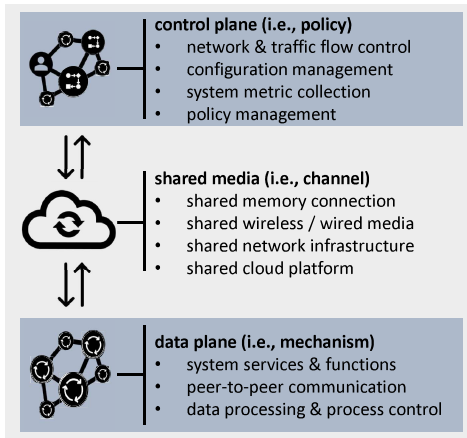 control plane (i.e., policy)
• network & traffic flow control
• configuration management
• system metric collection
• policy management
shared media (i.e., channel)
• shared memory connection
• shared wireless / wired media
• shared network infrastructure
• shared cloud platform
data plane (i.e., mechanism)
• system services & functions
• peer-to-peer communication
• data processing & process control